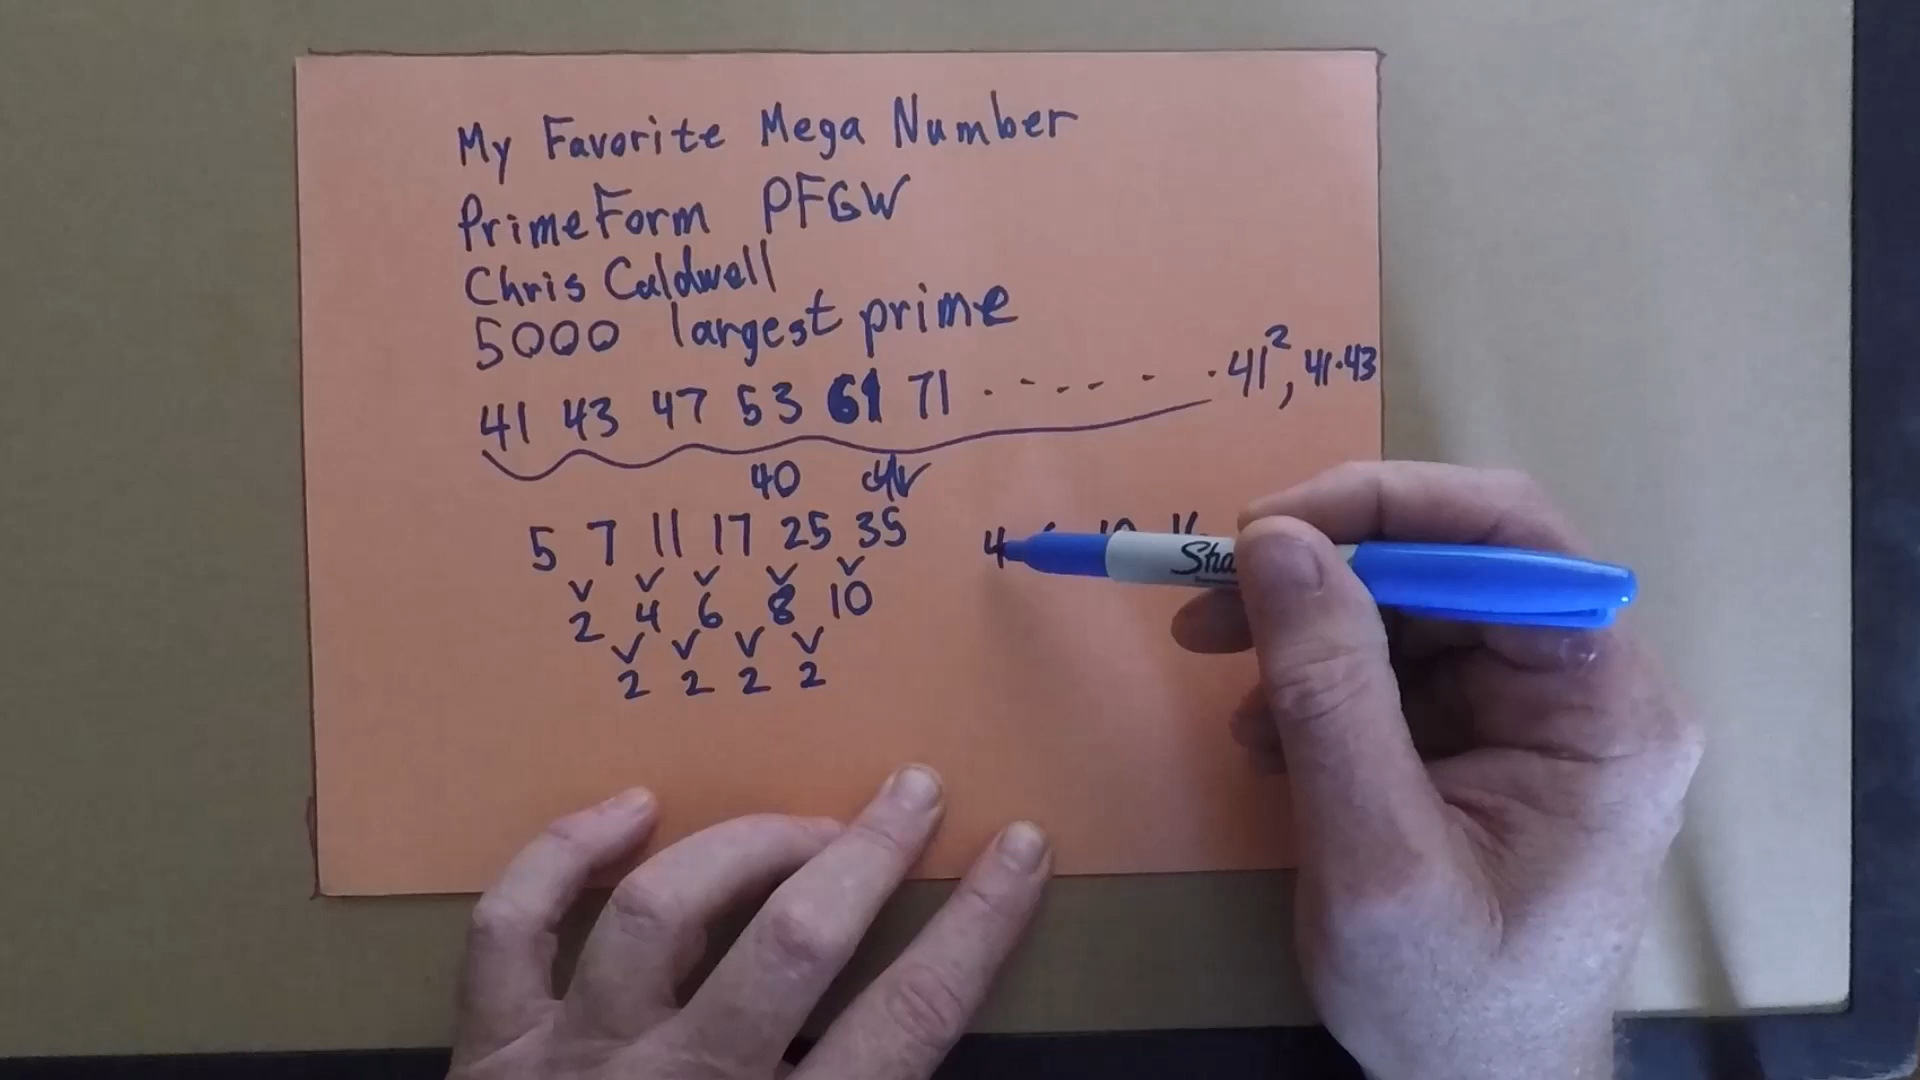 My Favorite Mega Number
PrimeForm PFGW
Chris Caldwell
5000 largest prime
41 43 47 53 61 71 . - - - - - . 41², 41·43
40
5 7 11 17 25 35 4
2 4 6 8 10
2 2 2 2